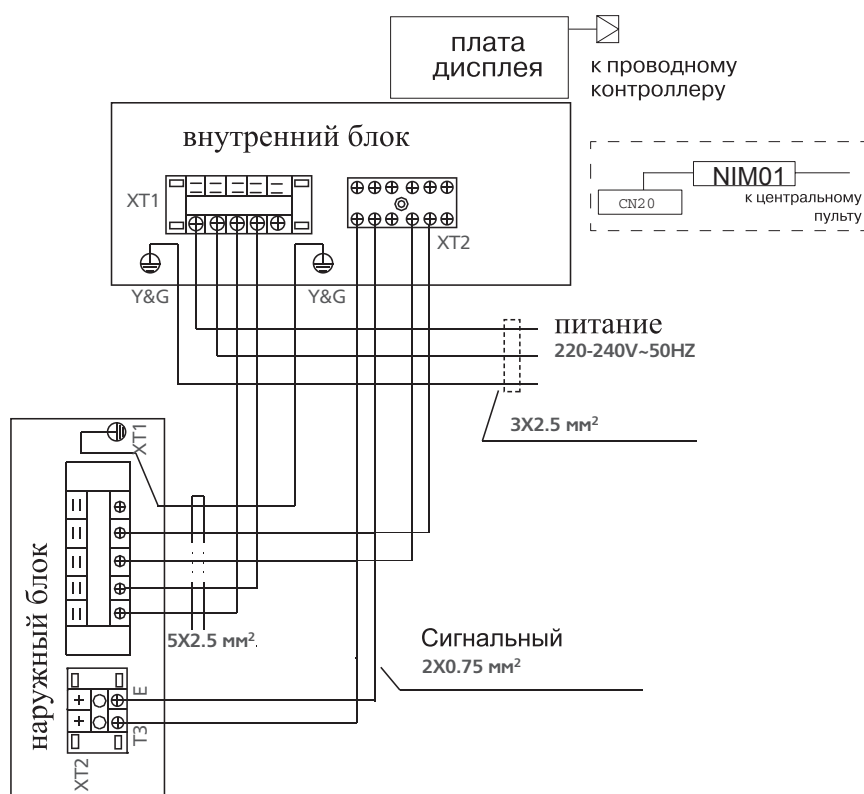 плата
дисплея
к проводному
контроллеру
внутренний блок
XT1
XT2
Y&G
Y&G
NIM01
CN20
к центральному
пульту
питание
220-240V~50HZ
3X2.5 мм²
XT1
наружный блок
5X2.5 мм².
Сигнальный
2X0.75 мм²
E
T3
XT2